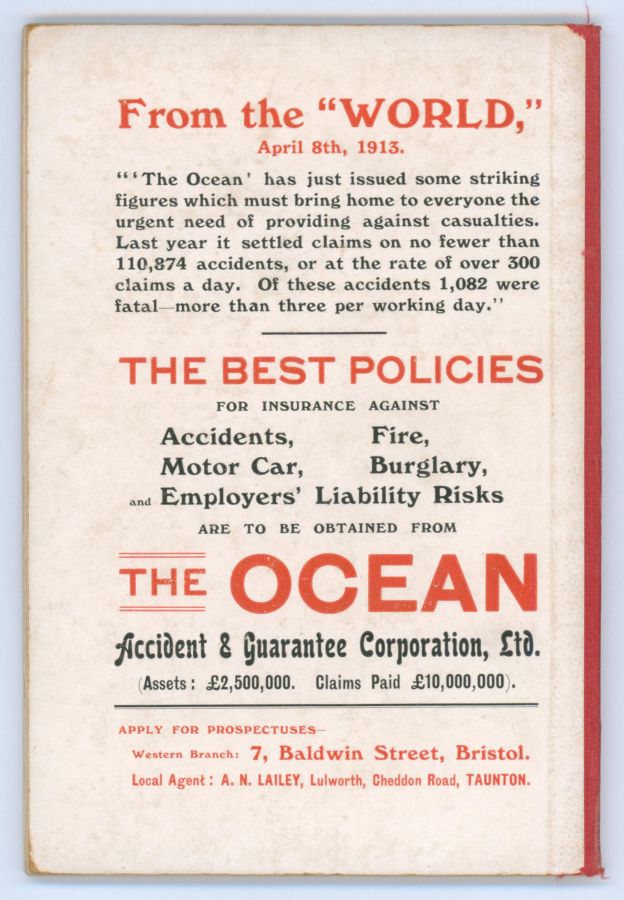 From the “WORLD,”
April 8th, 1913.
“‘The Ocean’ has just issued some striking
figures which must bring home to everyone the
urgent need of providing against casualties.
Last year it settled claims on no fewer than
110,874 accidents, or at the rate of over 300
claims a day. Of these accidents 1,082 were
fatal—more than three per working day.”
THE BEST POLICIES
FOR INSURANCE AGAINST
Accidents, Fire,
Motor Car, Burglary,
and Employers’ Liability Risks
ARE TO BE OBTAINED FROM
THE OCEAN
Accident & Guarantee Corporation, Ltd.
(Assets: £2,500,000. Claims Paid £10,000,000).
APPLY FOR PROSPECTUSES—
Western Branch: 7, Baldwin Street, Bristol.
Local Agent: A. N. LAILEY, Lulworth, Cheddon Road, TAUNTON.